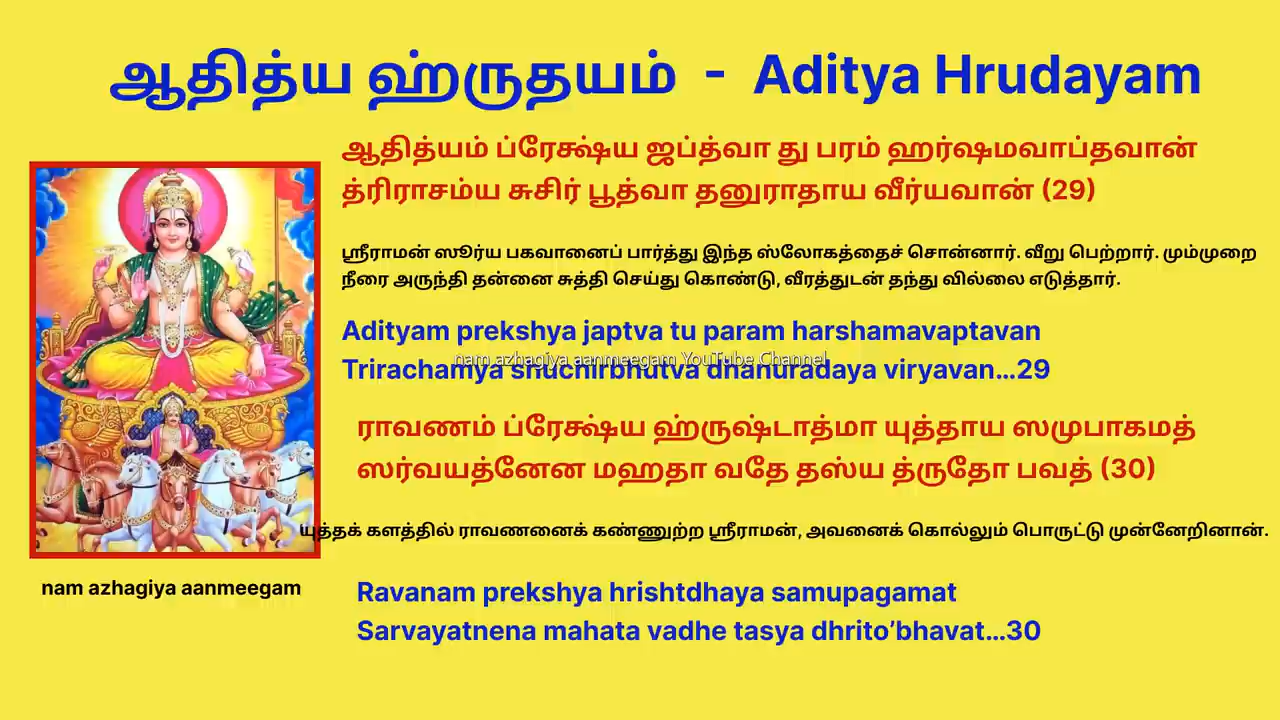 ஆதித்ய ஹ்ருதயம் - Aditya Hrudayam
ஆதித்யம் ப்ரேக்ஷ்ய ஜப்த்வா து பரம் ஹர்ஷமவாப்தவான்
த்ரிராசம்ய சுசிர் பூத்வா தனுராதாய வீர்யவான் (29)
ஸ்ரீராமன் ஸூர்ய பகவானைப் பார்த்து இந்த ஸ்லோகத்தைச் சொன்னார். வீறு பெற்றார். மும்முறை
நீரை அருந்தி தன்னை சுத்தி செய்து கொண்டு, வீரத்துடன் தந்து வில்லை எடுத்தார்.
Adityam prekshya japtva tu param harshamavaptavan
nam azhagiya aanmeegam YouTube Channel
Trirachamya shuchirbhutva dhanuradaya viryavan...29
ராவணம் ப்ரேக்ஷ்ய ஹ்ருஷ்டாத்மா யுத்தாய ஸமுபாகமத்
ஸர்வயத்னேன மஹதா வதே தஸ்ய த்ருதோ பவத் (30)
யுத்தக் களத்தில் ராவணனைக் கண்ணுற்ற ஸ்ரீராமன், அவனைக் கொல்லும் பொருட்டு முன்னேறினான்.
nam azhagiya aanmeegam
Ravanam prekshya hrishtdhaya samupagamat
Sarvayatnena mahata vadhe tasya dhrito’bhavat...30